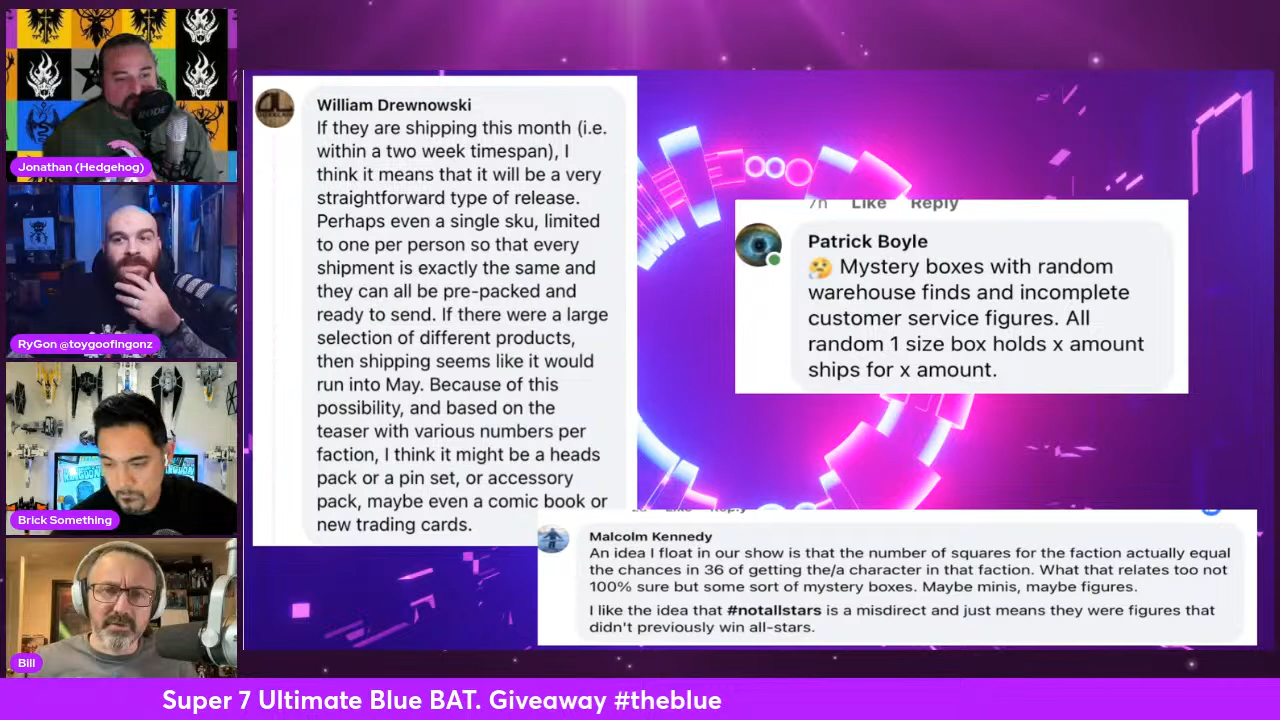 RODE
Jonathan (Hedgehog)
RyGon @toygoofingonz
Brick Something
Bill
William Drewnowski
If they are shipping this month (i.e.
within a two week timespan), I
think it means that it will be a very
straightforward type of release.
Perhaps even a single sku, limited
to one per person so that every
shipment is exactly the same and
they can all be pre-packed and
ready to send. If there were a large
selection of different products,
then shipping seems like it would
run into May. Because of this
possibility, and based on the
teaser with various numbers per
faction, I think it might be a heads
pack or a pin set, or accessory
pack, maybe even a comic book or
new trading cards.
7h Like Reply
Patrick Boyle
🤔 Mystery boxes with random
warehouse finds and incomplete
customer service figures. All
random 1 size box holds x amount
ships for x amount.
Malcolm Kennedy
An idea I float in our show is that the number of squares for the faction actually equal
the chances in 36 of getting the/a character in that faction. What that relates too not
100% sure but some sort of mystery boxes. Maybe minis, maybe figures.
I like the idea that #notallstars is a misdirect and just means they were figures that
didn't previously win all-stars.
Super 7 Ultimate Blue BAT. Giveaway #theblue